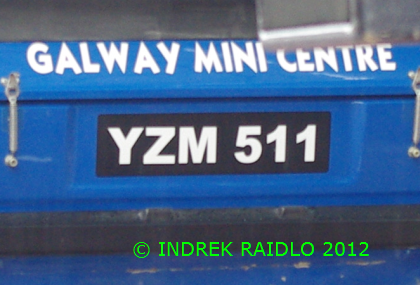 GALWAY MINI CENTRE
YZM 511
© INDREK RAIDLO 2012